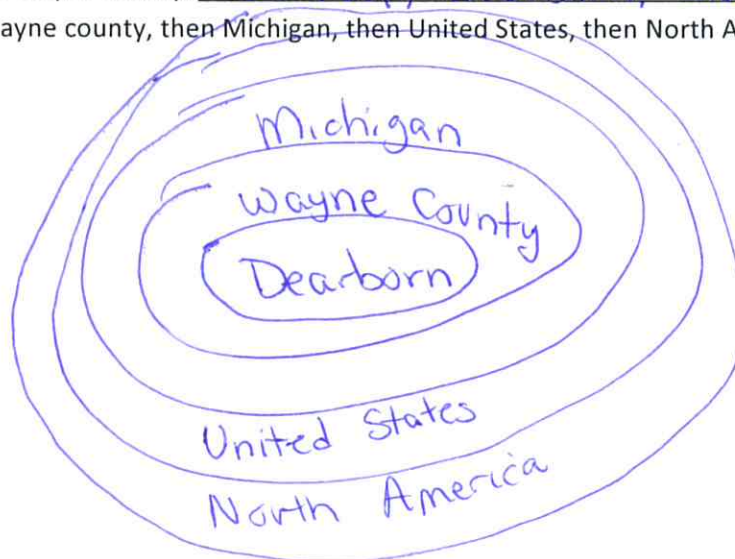 ayne county, then Michigan, then United States, then North A
Michigan
Wayne County
Dearborn
United States
North America